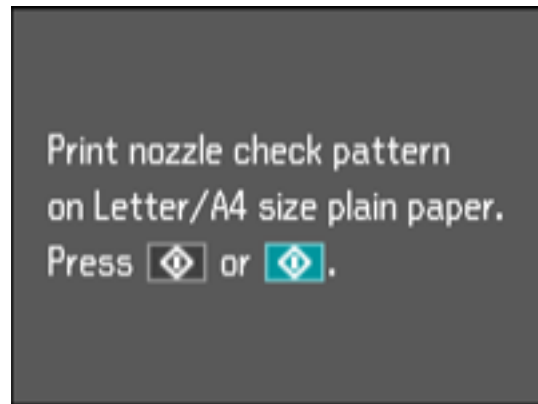 Print nozzle check pattern
on Letter/A4 size plain paper.
Press or .